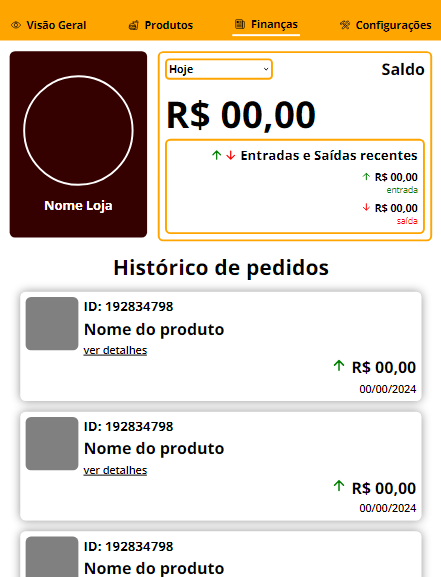 Visão Geral
Produtos
Finanças
Configurações
Nome Loja
Hoje
Saldo
R$ 00,00
Entradas e Saídas recentes
R$ 00,00
entrada
R$ 00,00
saída
Histórico de pedidos
ID: 192834798
Nome do produto
ver detalhes
R$ 00,00
00/00/2024
ID: 192834798
Nome do produto
ver detalhes
R$ 00,00
00/00/2024
ID: 192834798
Nome do produto